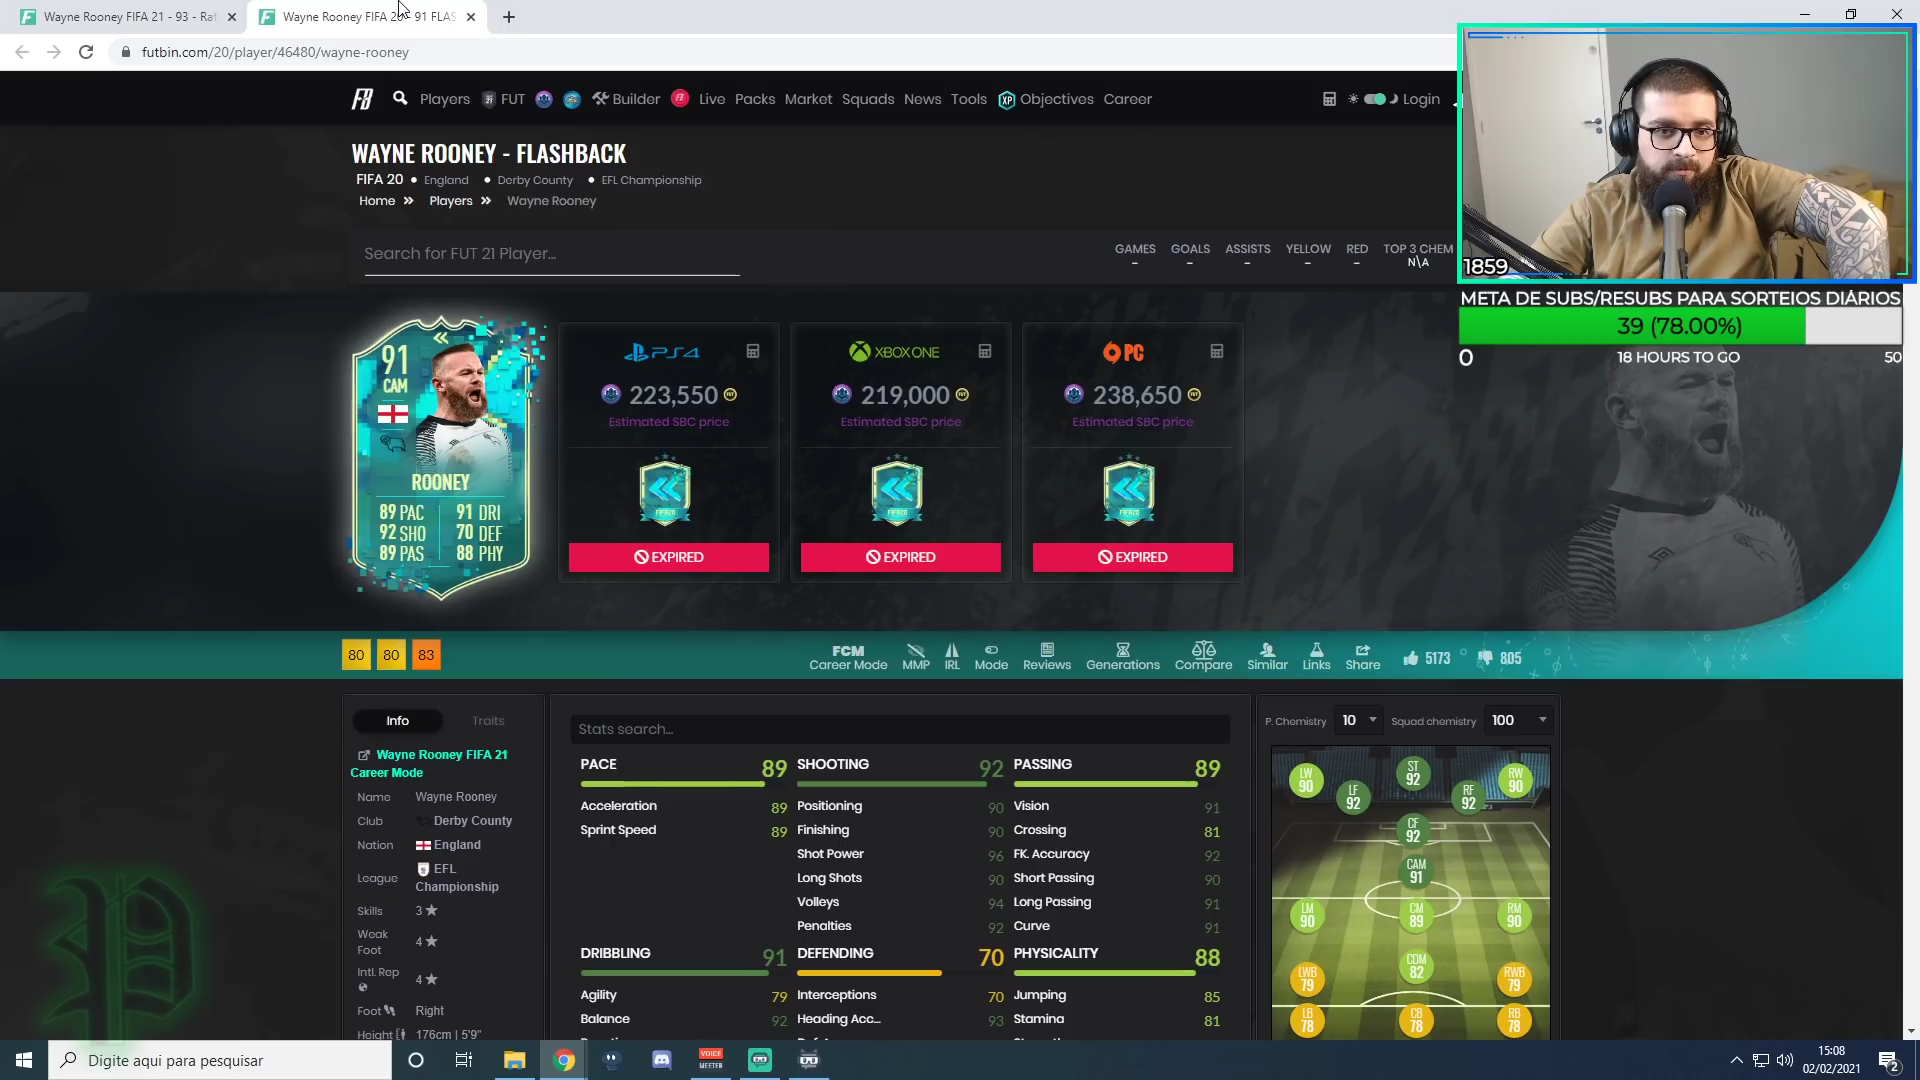 Wayne Rooney FIFA 21 - 93 - Rat
Wayne Rooney FIFA 20 - 91 FLAS
futbin.com/20/player/46480/wayne-rooney
Players FUT Builder Live Packs Market Squads News Tools XP Objectives Career Login
WAYNE ROONEY - FLASHBACK
FIFA 20 • England • Derby County • EFL Championship
Home » Players » Wayne Rooney
Search for FUT 21 Player...
GAMES GOALS ASSISTS YELLOW RED TOP 3 CHEM
- - - - - N\A
1859
META DE SUBS/RESUBS PARA SORTEIOS DIÁRIOS
39 (78.00%)
0 18 HOURS TO GO 50
91
CAM
ROONEY
89 PAC 91 DRI
92 SHO 70 DEF
89 PAS 88 PHY
PS4
223,550
Estimated SBC price
FIFA20
EXPIRED
XBOX ONE
219,000
Estimated SBC price
FIFA20
EXPIRED
PC
238,650
Estimated SBC price
FIFA20
EXPIRED
80 80 83
FCM
Career Mode MMP IRL Mode Reviews Generations Compare Similar Links Share 5173 805
Info Traits
Wayne Rooney FIFA 21
Career Mode
Name Wayne Rooney
Club Derby County
Nation England
League EFL
Championship
Skills 3
Weak
Foot 4
Intl. Rep 4
Foot Right
Height 176cm | 5'9"
Stats search...
PACE 89
Acceleration 89
Sprint Speed 89
SHOOTING 92
Positioning 90
Finishing 90
Shot Power 96
Long Shots 90
Volleys 94
Penalties 92
PASSING 89
Vision 91
Crossing 81
FK. Accuracy 92
Short Passing 90
Long Passing 91
Curve 91
DRIBBLING 91
Agility 79
Balance 92
DEFENDING 70
Interceptions 70
Heading Acc... 93
PHYSICALITY 88
Jumping 85
Stamina 81
P. Chemistry 10 Squad chemistry 100
LW
90
LF
92
ST
92
RF
92
RW
90
CF
92
CAM
91
LM
90
CM
89
RM
90
CDM
82
LWB
79
RWB
79
LB
78
CB
78
RB
78
Digite aqui para pesquisar
VOICE
MEETER
15:08
02/02/2021
2